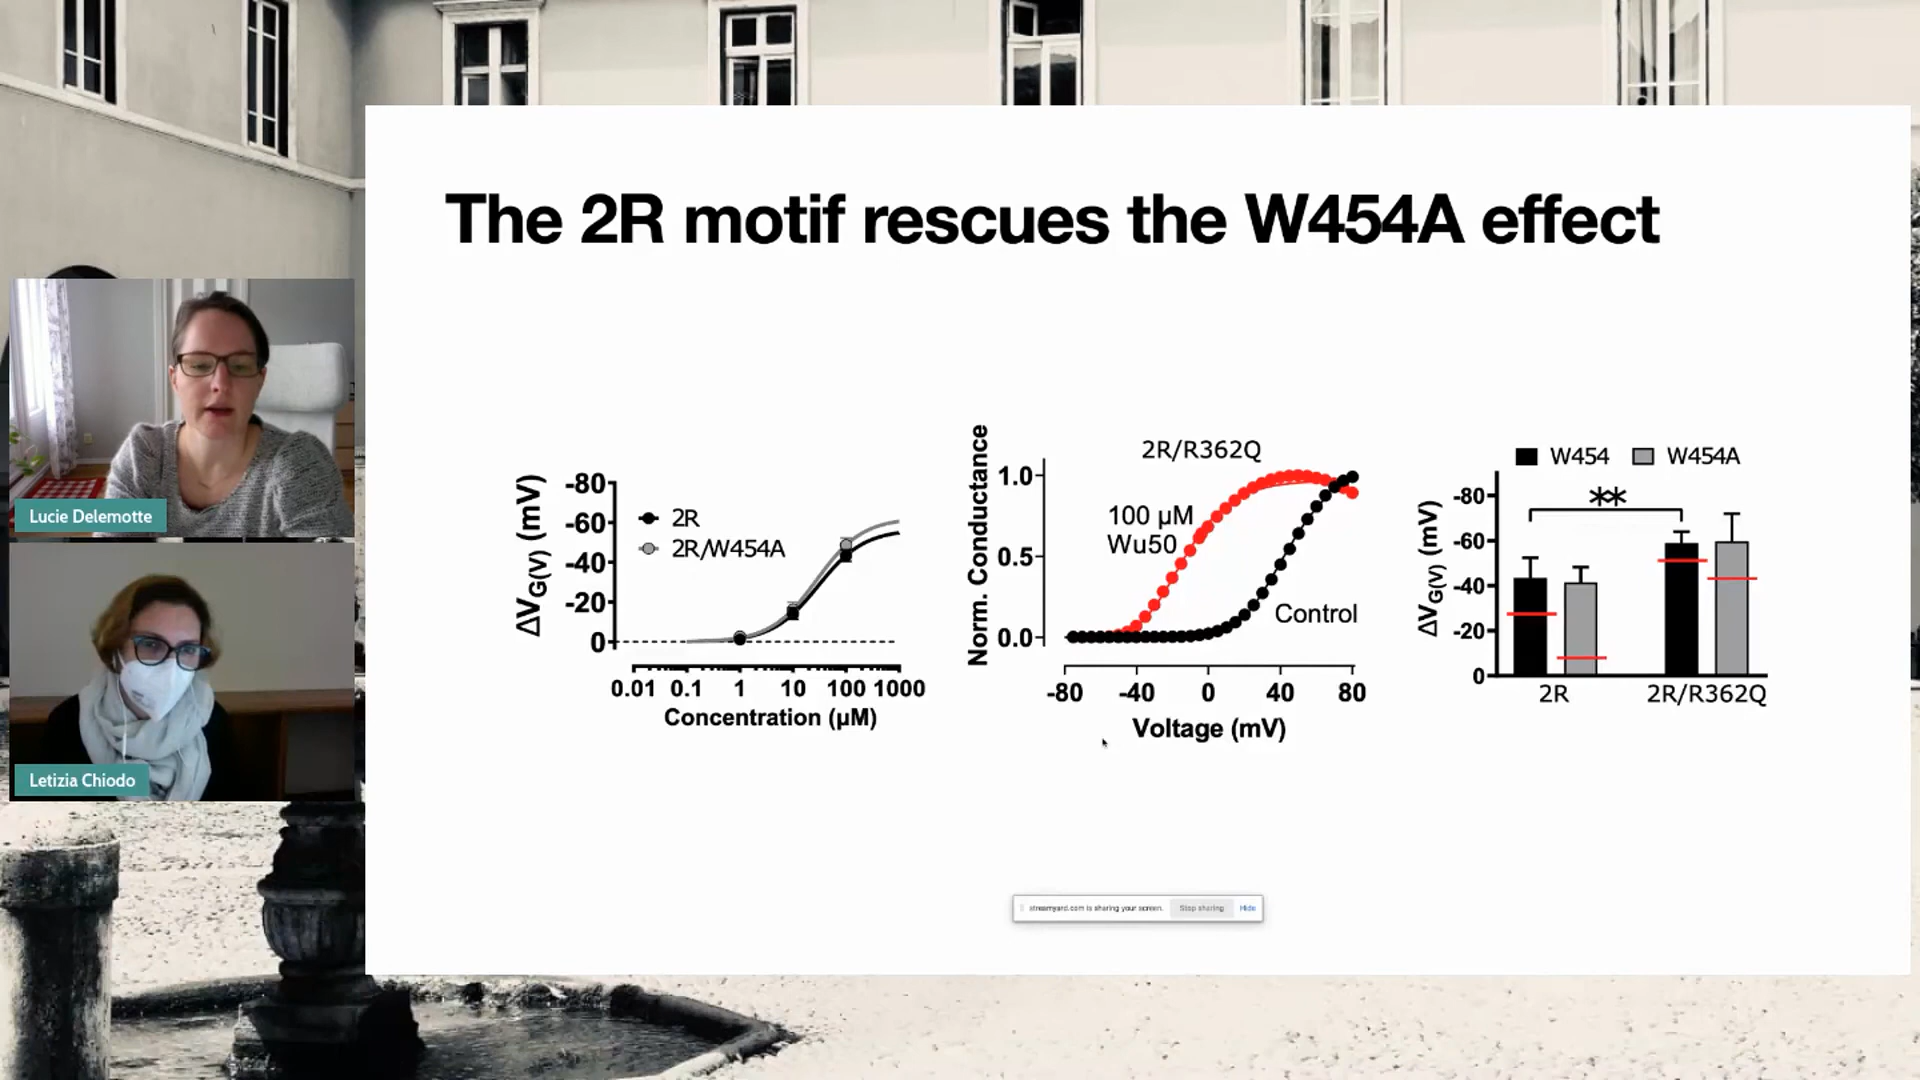 The 2R motif rescues the W454A effect
Lucie Delemotte
Letizia Chiodo
ΔVG(V) (mV)
-80
-60
-40
-20
0
2R
2R/W454A
0.01 0.1 1 10 100 1000
Concentration (µM)
Norm. Conductance
2R/R362Q
1.0
0.5
0.0
100 µM
Wu50
Control
-80 -40 0 40 80
Voltage (mV)
W454 W454A
ΔVG(V) (mV)
-80
-60
-40
-20
0
**
2R 2R/R362Q
streamyard.com is sharing your screen. Stop sharing Hide